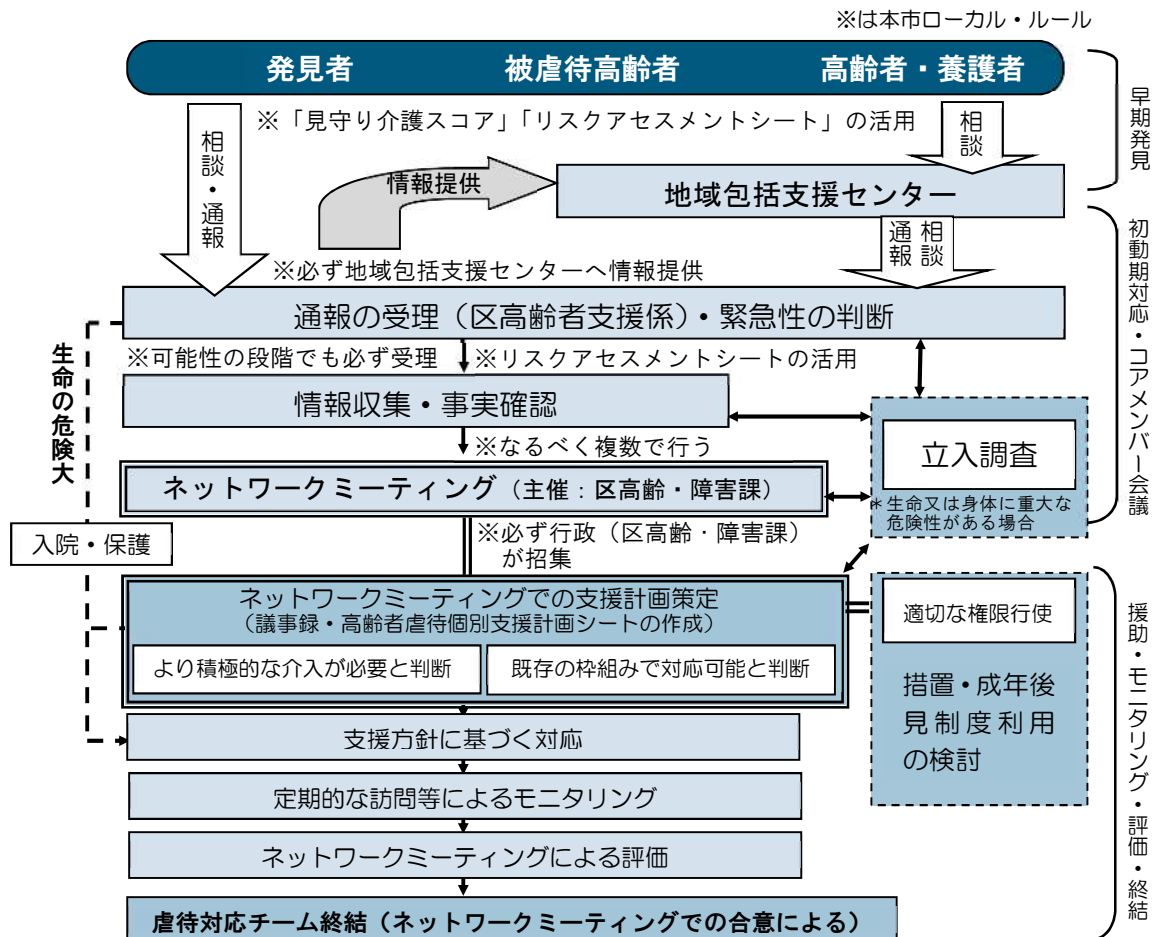 ※は本市ローカル・ルール
発見者　被虐待高齢者　高齢者・養護者
※「見守り介護スコア」「リスクアセスメントシート」の活用
相談・通報
相談
情報提供
地域包括支援センター
相談
通報
※必ず地域包括支援センターへ情報提供
通報の受理（区高齢者支援係）・緊急性の判断
※可能性の段階でも必ず受理
※リスクアセスメントシートの活用
情報収集・事実確認
※なるべく複数で行う
立入調査
＊生命又は身体に重大な
危険性がある場合
ネットワークミーティング（主催：区高齢・障害課）
※必ず行政（区高齢・障害課）
が招集
生命の危険大
入院・保護
ネットワークミーティングでの支援計画策定
（議事録・高齢者虐待個別支援計画シートの作成）
より積極的な介入が必要と判断
既存の枠組みで対応可能と判断
適切な権限行使
措置・成年後
見制度利用
の検討
支援方針に基づく対応
定期的な訪問等によるモニタリング
ネットワークミーティングによる評価
虐待対応チーム終結（ネットワークミーティングでの合意による）
早期発見
初動期対応・コアメンバー会議
援助・モニタリング・評価・終結